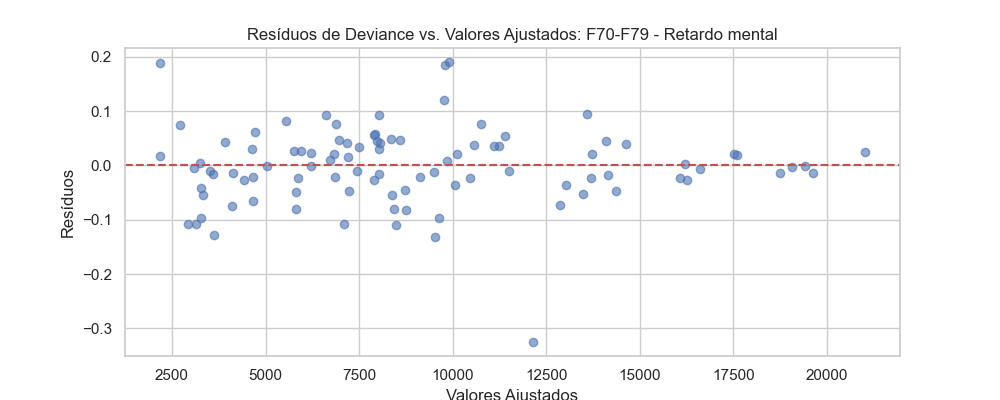 Resíduos de Deviance vs. Valores Ajustados: F70-F79 - Retardo mental
0.2
0.1
0.0
−0.1
−0.2
−0.3
Resíduos
2500 5000 7500 10000 12500 15000 17500 20000
Valores Ajustados